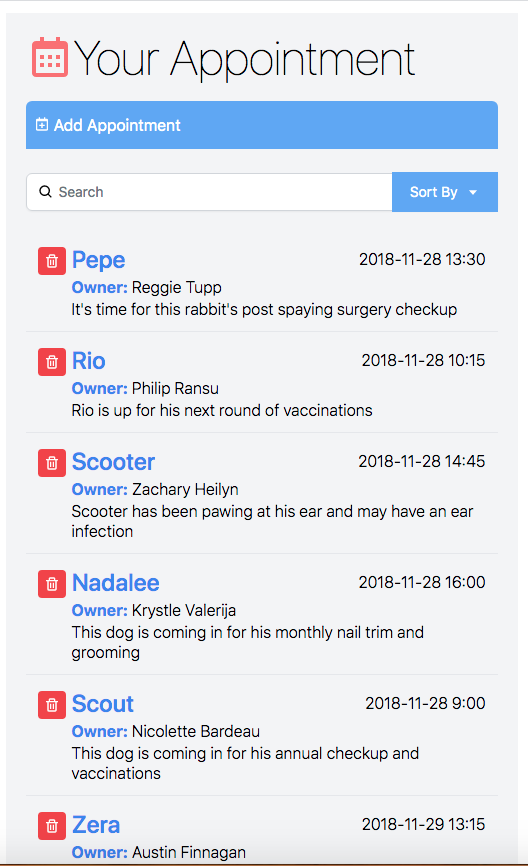 Your Appointment
Add Appointment
Search
Sort By
Pepe 2018-11-28 13:30
Owner: Reggie Tupp
It's time for this rabbit's post spaying surgery checkup
Rio 2018-11-28 10:15
Owner: Philip Ransu
Rio is up for his next round of vaccinations
Scooter 2018-11-28 14:45
Owner: Zachary Heilyn
Scooter has been pawing at his ear and may have an ear
infection
Nadalee 2018-11-28 16:00
Owner: Krystle Valerija
This dog is coming in for his monthly nail trim and
grooming
Scout 2018-11-28 9:00
Owner: Nicolette Bardeau
This dog is coming in for his annual checkup and
vaccinations
Zera 2018-11-29 13:15
Owner: Austin Finnagan